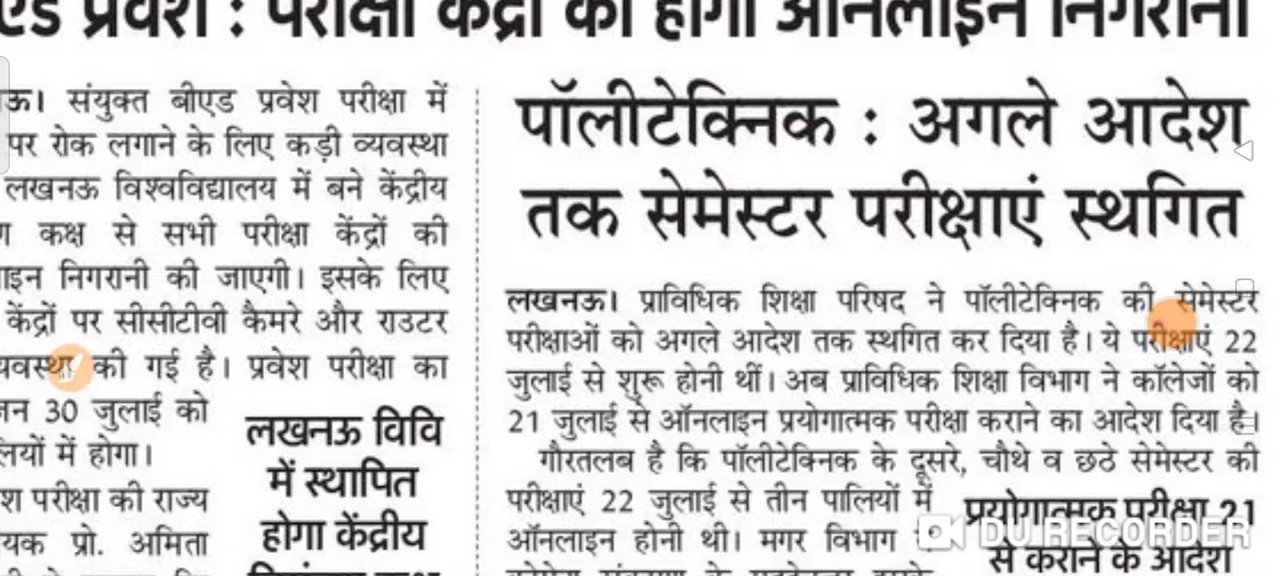 प्रवेश : परीक्षा केंद्रों की होगी ऑनलाइन निगरानी
संयुक्त बीएड प्रवेश परीक्षा में
पर रोक लगाने के लिए कड़ी व्यवस्था
लखनऊ विश्वविद्यालय में बने केंद्रीय
कक्ष से सभी परीक्षा केंद्रों की
निगरानी की जाएगी। इसके लिए
केंद्रों पर सीसीटीवी कैमरे और राउटर
की गई है। प्रवेश परीक्षा का
30 जुलाई को
में होगा।
परीक्षा की राज्य
प्रो. अमिता
लखनऊ विवि
में स्थापित
होगा केंद्रीय
पॉलीटेक्निक : अगले आदेश
तक सेमेस्टर परीक्षाएं स्थगित
लखनऊ। प्राविधिक शिक्षा परिषद ने पॉलीटेक्निक की सेमेस्टर
परीक्षाओं को अगले आदेश तक स्थगित कर दिया है। ये परीक्षाएं 22
जुलाई से शुरू होनी थीं। अब प्राविधिक शिक्षा विभाग ने कॉलेजों को
21 जुलाई से ऑनलाइन प्रयोगात्मक परीक्षा कराने का आदेश दिया है।
गौरतलब है कि पॉलीटेक्निक के दूसरे, चौथे व छठे सेमेस्टर की
परीक्षाएं 22 जुलाई से तीन पालियों में
ऑनलाइन होनी थी। मगर विभाग
प्रयोगात्मक परीक्षा 21
से कराने के आदेश
DU RECORDER